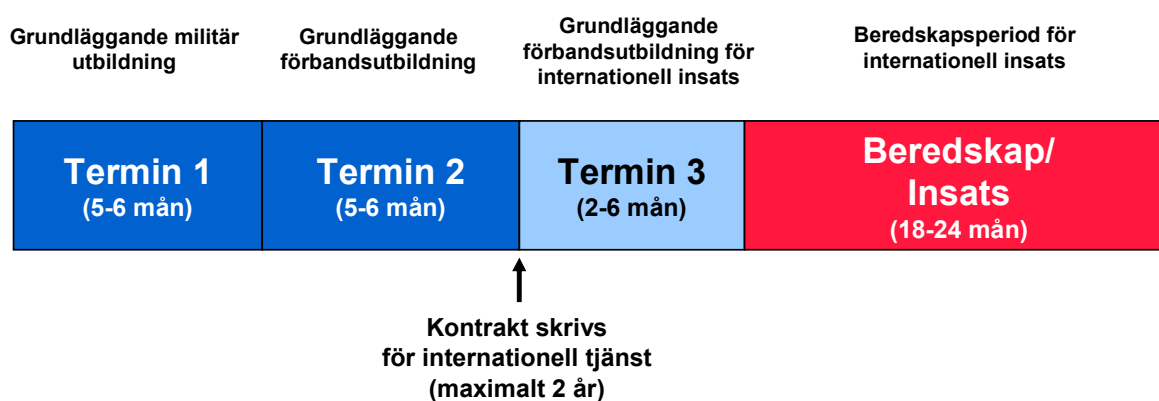 Grundläggande militär
utbildning
Grundläggande
förbandsutbildning
Grundläggande
förbandsutbildning för
internationell insats
Beredskapsperiod för
internationell insats
Termin 1
(5-6 mån)
Termin 2
(5-6 mån)
Termin 3
(2-6 mån)
Beredskap/
Insats
(18-24 mån)
Kontrakt skrivs
för internationell tjänst
(maximalt 2 år)